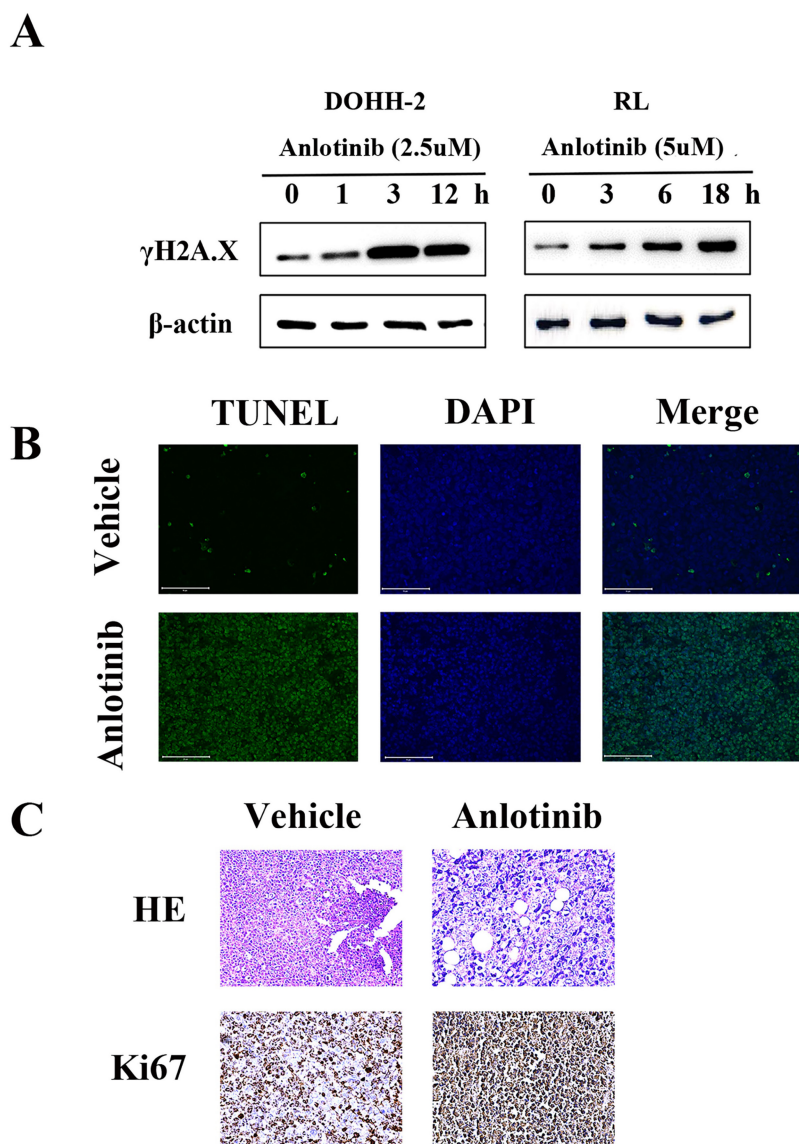 A
DOHH-2 RL
Anlotinib (2.5uM) Anlotinib (5uM)
0 1 3 12 h 0 3 6 18 h
γH2A.X
β-actin
B
TUNEL DAPI Merge
Vehicle
Anlotinib
C
Vehicle Anlotinib
HE
Ki67